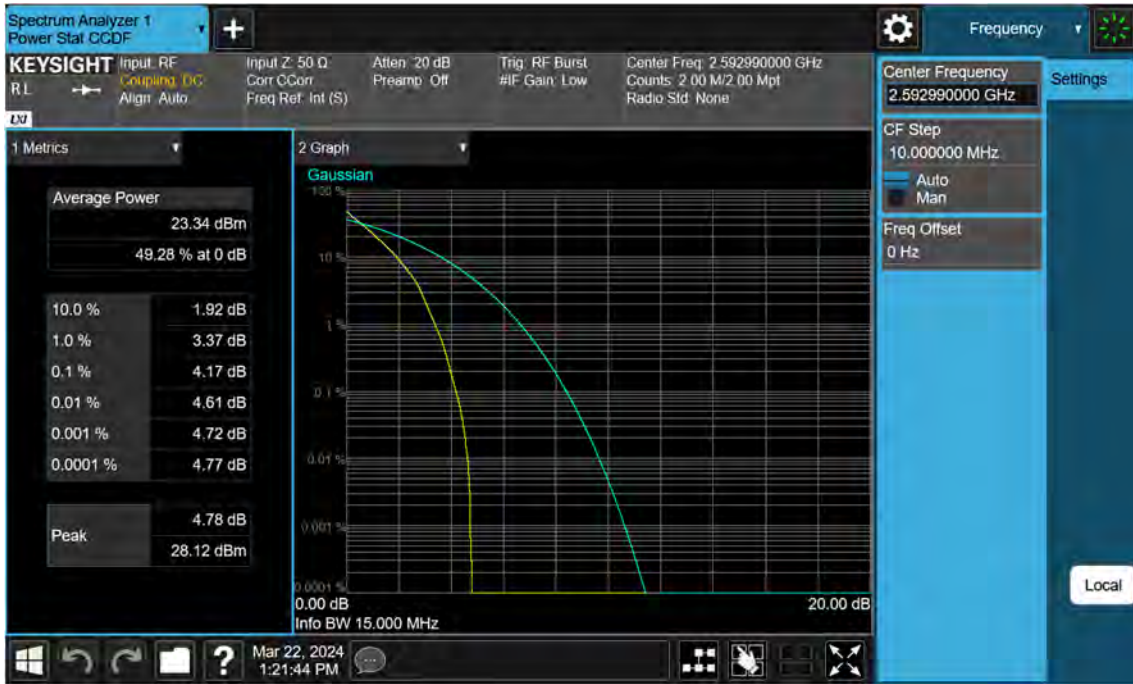 Spectrum Analyzer 1
Power Stat CCDF
+
Frequency
KEYSIGHT
RL
LXI
Input: RF
Coupling: DC
Align: Auto
Input Z: 50 Ω
Corr CCorr
Freq Ref: Int (S)
Atten: 20 dB
Preamp: Off
Trig: RF Burst
#IF Gain: Low
Center Freq: 2.592990000 GHz
Counts: 2.00 M/2.00 Mpt
Radio Std: None
Center Frequency
2.592990000 GHz
Settings
CF Step
10.000000 MHz
Auto
Man
Freq Offset
0 Hz
Local
1 Metrics
Average Power
23.34 dBm
49.28 % at 0 dB
10.0 % 1.92 dB
1.0 % 3.37 dB
0.1 % 4.17 dB
0.01 % 4.61 dB
0.001 % 4.72 dB
0.0001 % 4.77 dB
Peak
4.78 dB
28.12 dBm
2 Graph
Gaussian
100 %
10 %
1 %
0.1 %
0.01 %
0.001 %
0.0001 %
0.00 dB 20.00 dB
Info BW 15.000 MHz
?
Mar 22, 2024
1:21:44 PM